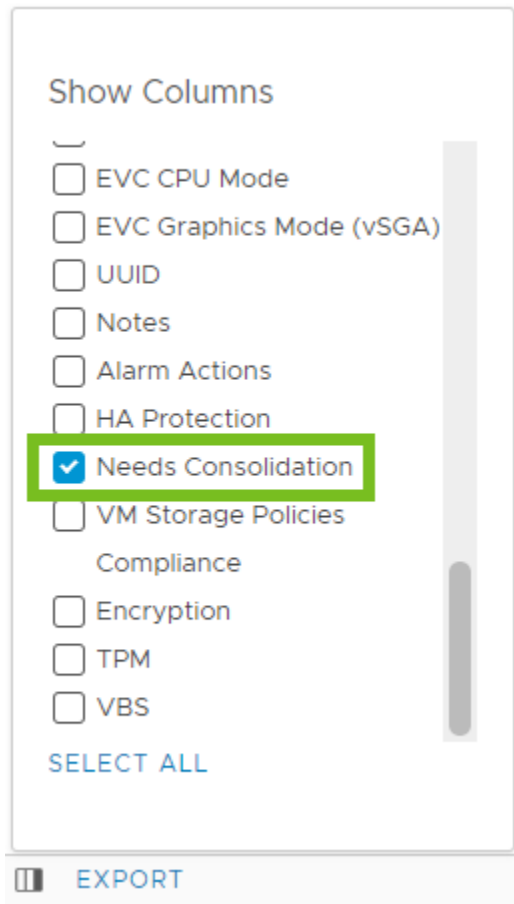 Show Columns
EVC CPU Mode
EVC Graphics Mode (vSGA)
UUID
Notes
Alarm Actions
HA Protection
Needs Consolidation
VM Storage Policies
Compliance
Encryption
TPM
VBS
SELECT ALL
EXPORT